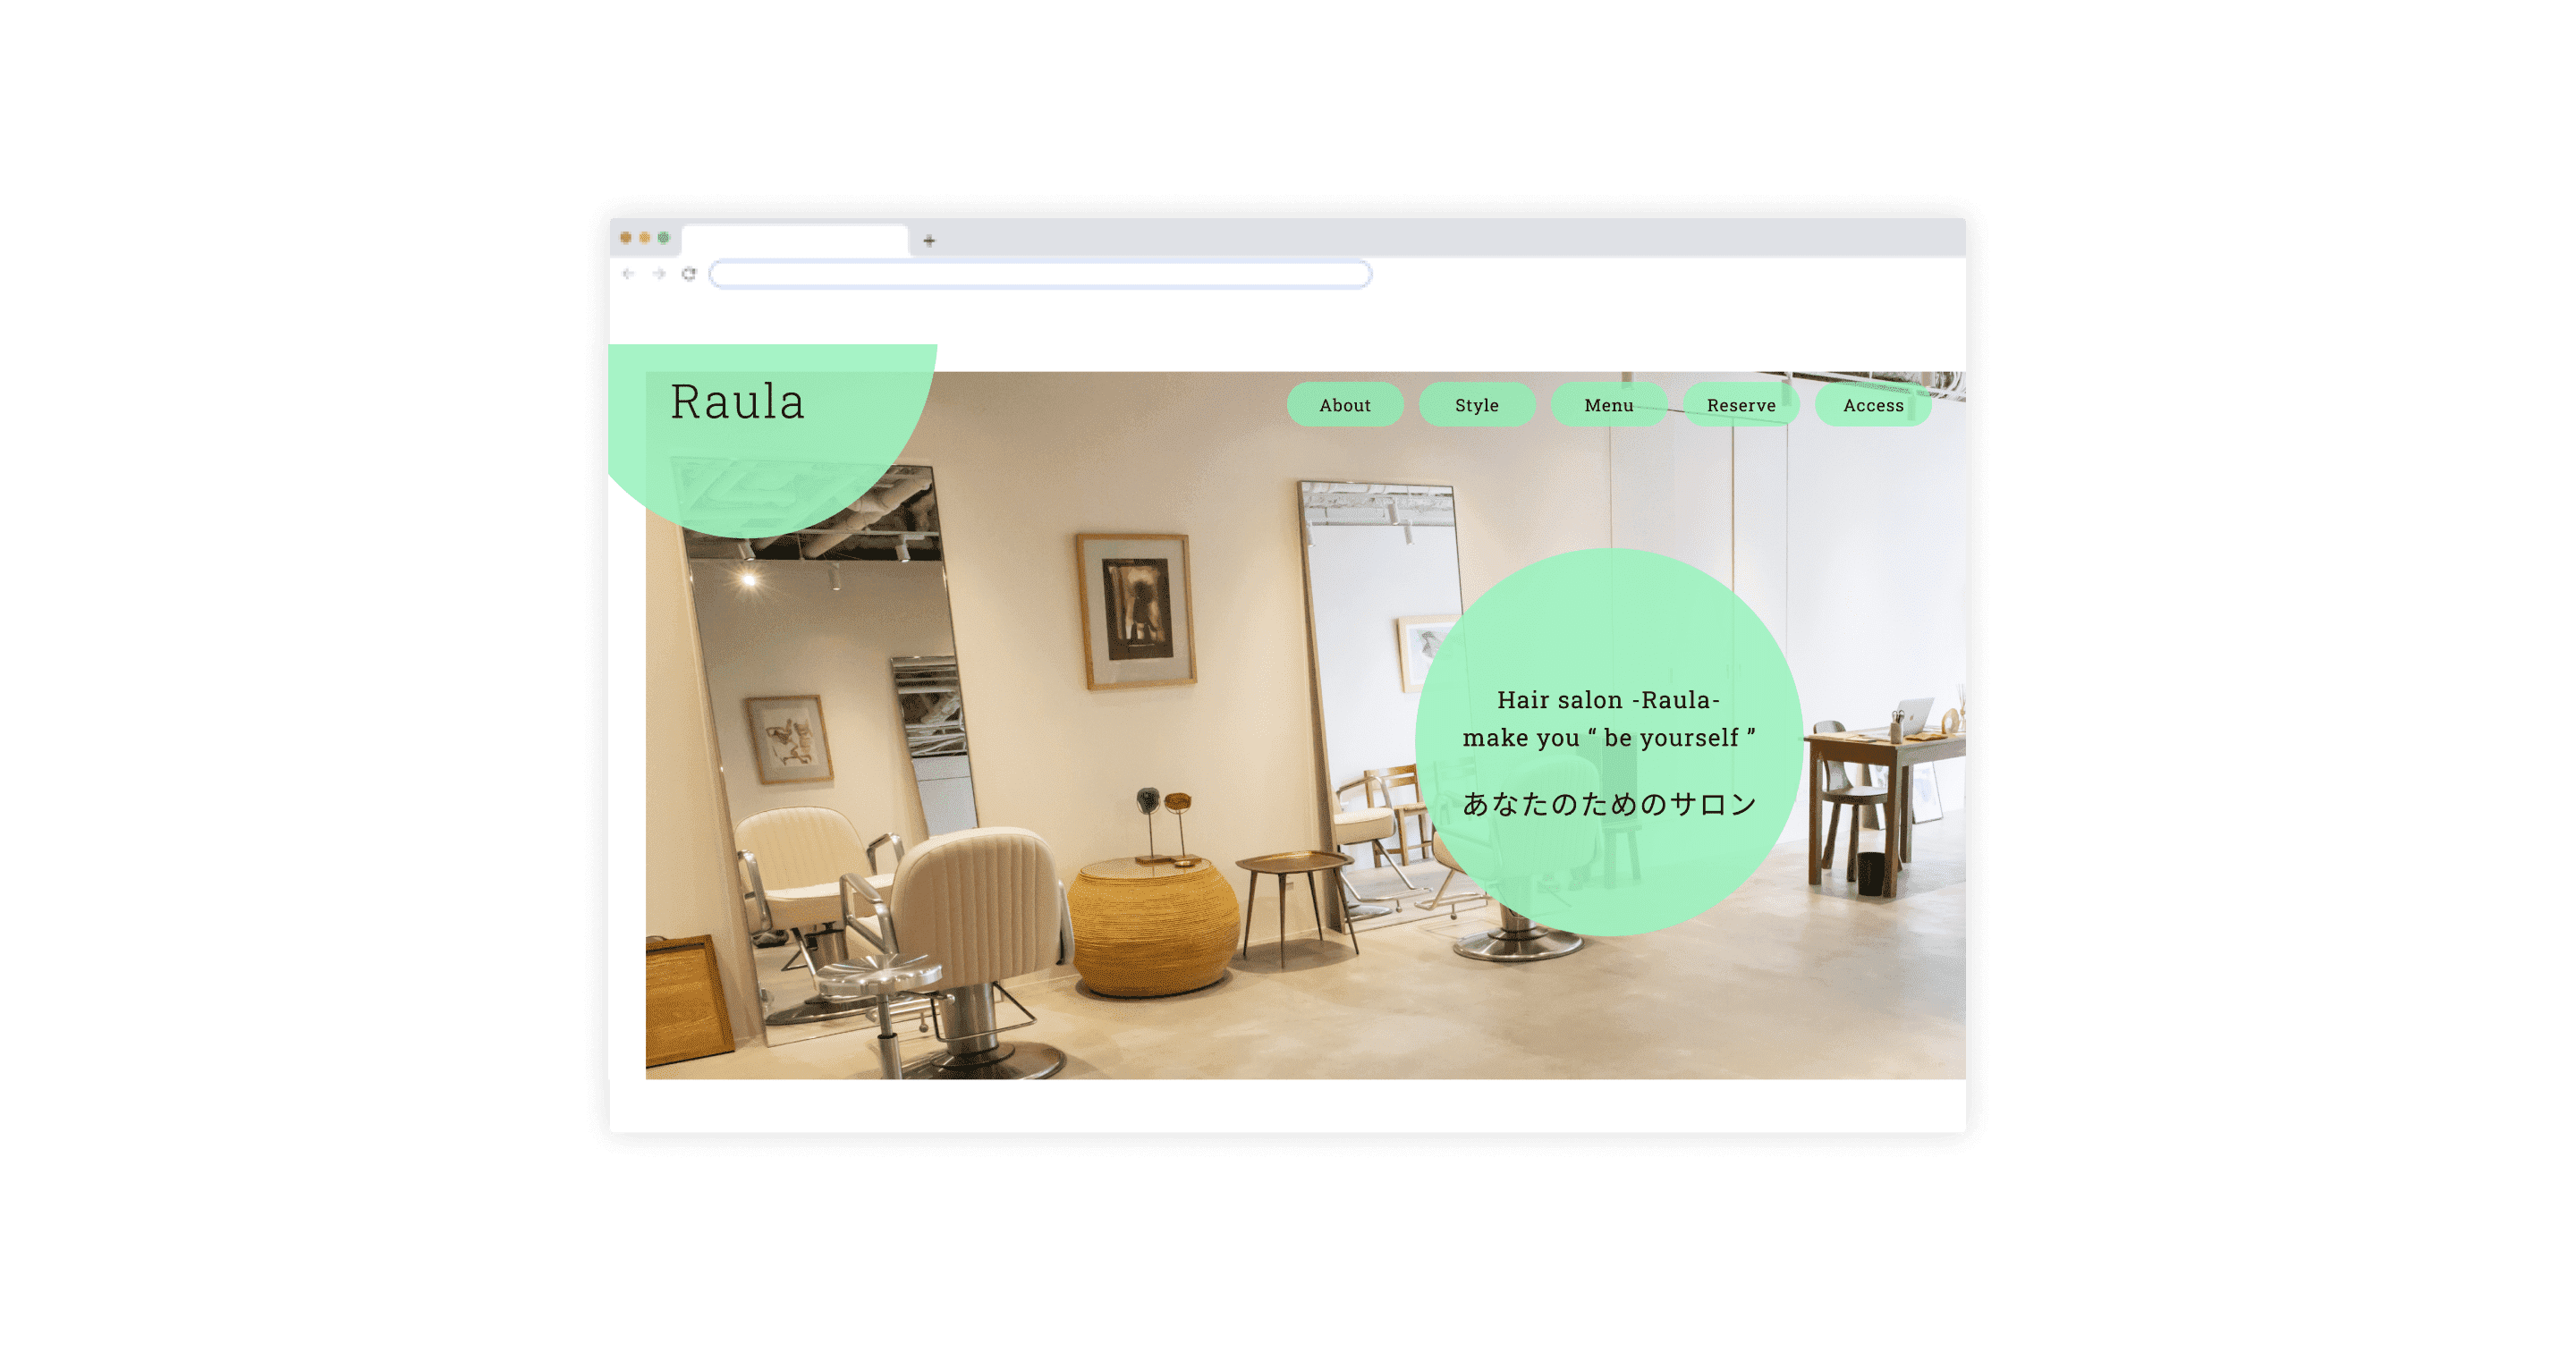 Raula
About
Style
Menu
Reserve
Access
Hair salon -Raula-
make you “ be yourself ”
あなたのためのサロン